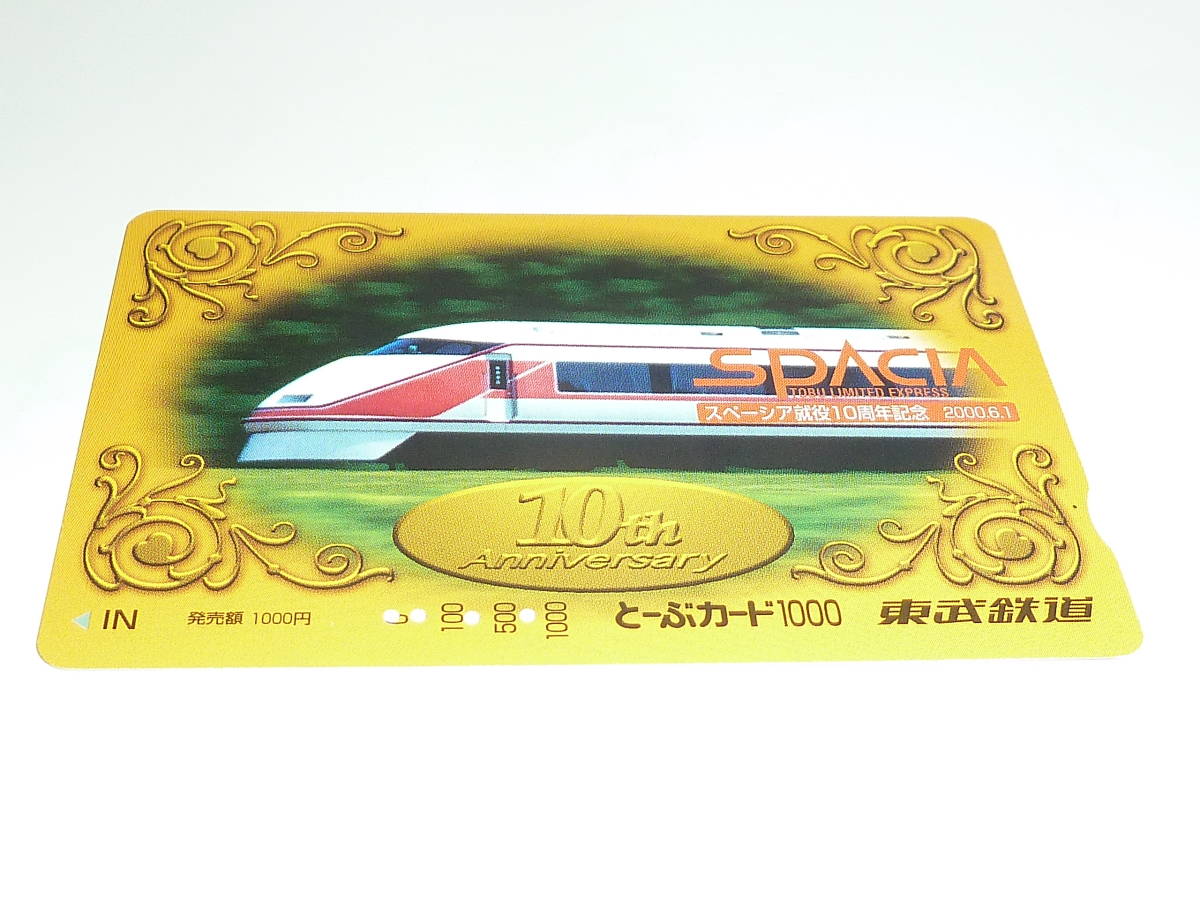 SPACIA
TOBU LIMITED EXPRESS
スペーシア就役10周年記念 2000.6.1
10th
Anniversary
IN 発売額 1000円 0 100 500 1000 とーぶカード1000 東武鉄道